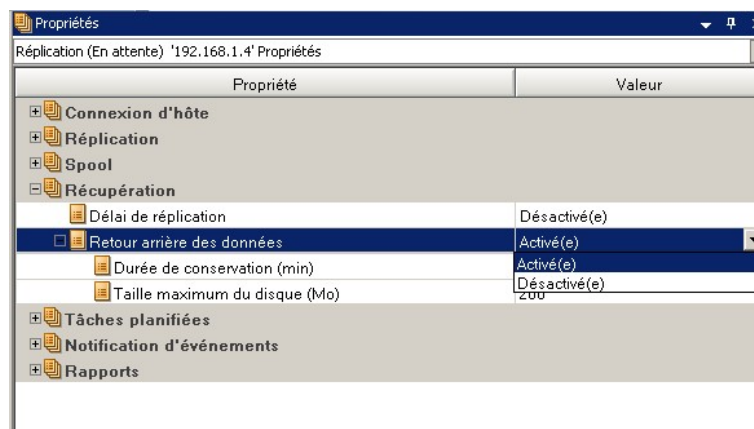 Propriétés
Réplication (En attente) '192.168.1.4' Propriétés
Propriété Valeur
Connexion d'hôte
Réplication
Spool
Récupération
Délai de réplication Désactivé(e)
Retour arrière des données Activé(e)
Durée de conservation (min) Activé(e)
Désactivé(e)
Taille maximum du disque (Mo) 200
Tâches planifiées
Notification d'événements
Rapports